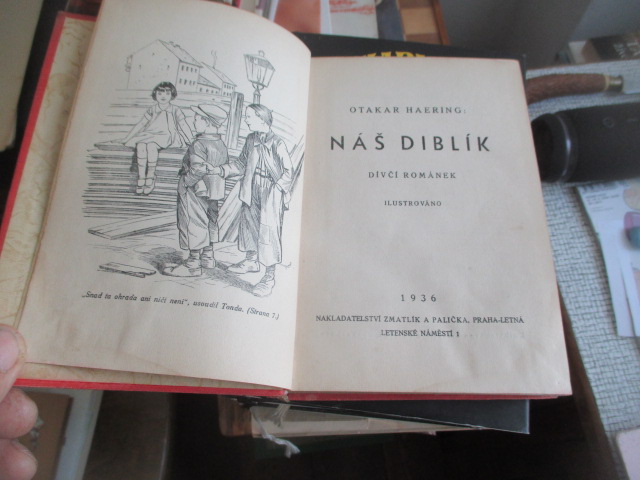 „Snad ta ohrada ani ničí není", usoudil Tonda. (Strana 7.)
OTAKAR HAERING:
NÁŠ DIBLÍK
DÍVČÍ ROMÁNEK
ILUSTROVÁNO
1936
NAKLADATELSTVÍ ZMATLÍK A PALIČKA, PRAHA-LETNÁ
LETENSKÉ NÁMĚSTÍ 1